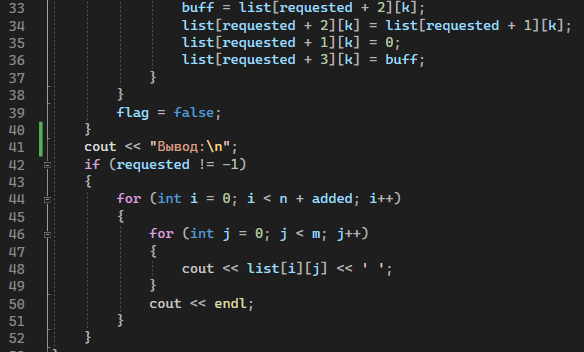 33 buff = list[requested + 2][k];
34 list[requested + 2][k] = list[requested + 1][k];
35 list[requested + 1][k] = 0;
36 list[requested + 3][k] = buff;
37 }
38 }
39 flag = false;
40 }
41 cout << "Вывод:\n";
42 if (requested != -1)
43 {
44 for (int i = 0; i < n + added; i++)
45 {
46 for (int j = 0; j < m; j++)
47 {
48 cout << list[i][j] << ' ';
49 }
50 cout << endl;
51 }
52 }